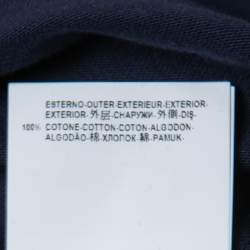 ESTERNO-OUTER-EXTERIEUR-EXTERIOR
EXTERIOR-外层-СНАРУЖИ-外側-DIŞ-
100% COTONE-COTTON-COTON-ALGODON-
ALGODÃO-棉-ХЛОПОК-綿-PAMUK-